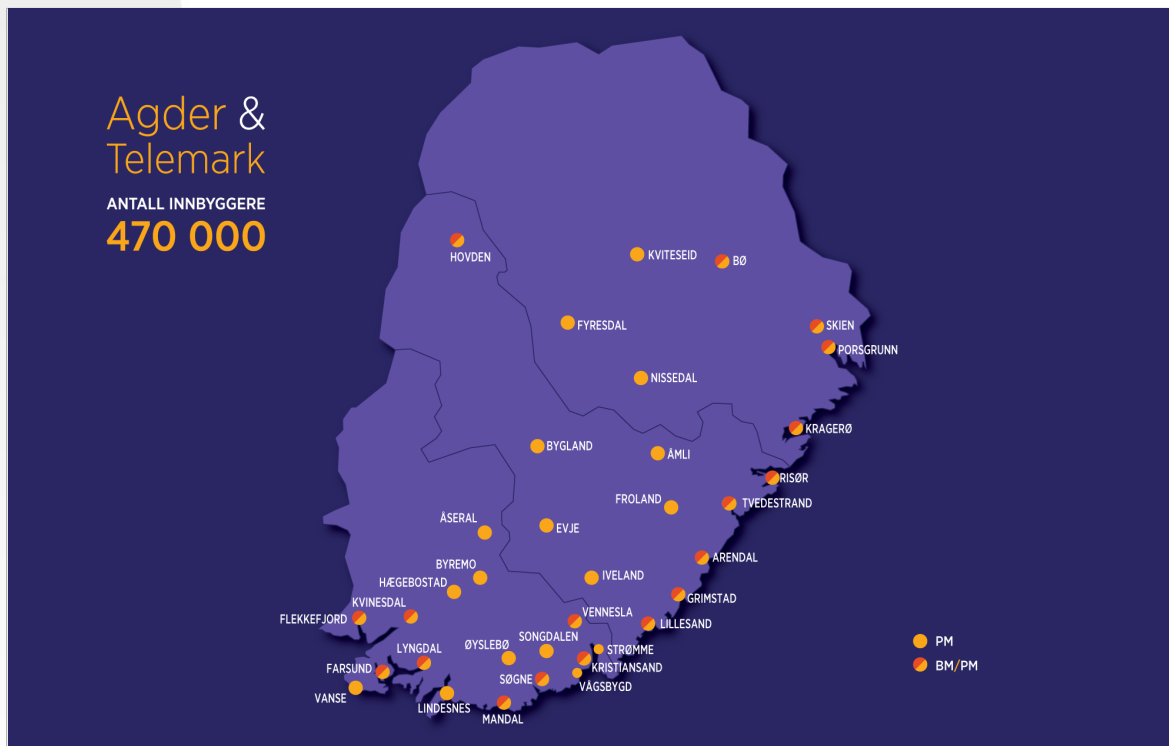 Agder &
Telemark
ANTALL INNBYGGERE
470 000
HOVDEN
KVITESEID
BØ
FYRESDAL
SKIEN
PORSGRUNN
NISSEDAL
KRAGERØ
BYGLAND
ÅMLI
RISØR
FROLAND
TVEDESTRAND
ÅSERAL
EVJE
ARENDAL
BYREMO
HÆGEBOSTAD
IVELAND
KVINESDAL
GRIMSTAD
FLEKKEFJORD
VENNESLA
LILLESAND
SONGDALEN
ØYSLEBØ
STRØMME
LYNGDAL
KRISTIANSAND
FARSUND
SØGNE
VÅGSBYGD
VANSE
LINDESNES
MANDAL
PM
BM/PM